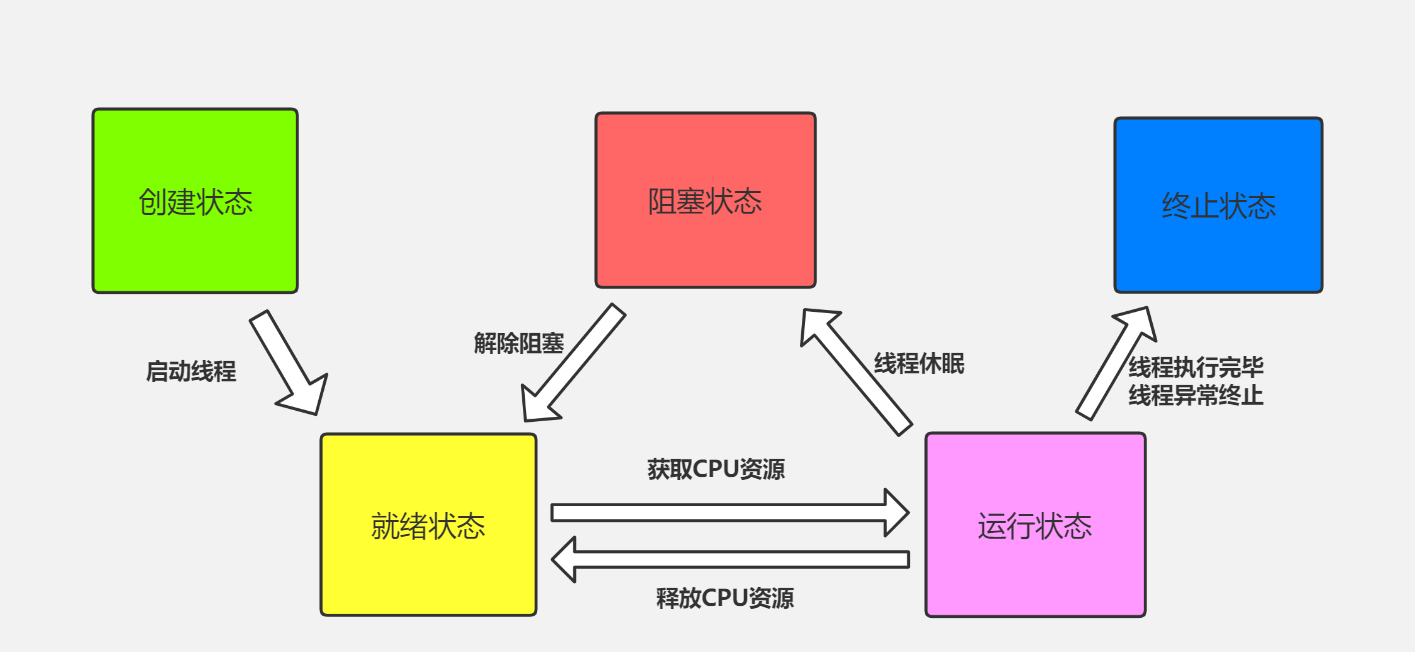 创建状态
阻塞状态
终止状态
启动线程
解除阻塞
线程休眠
线程执行完毕
线程异常终止
就绪状态
获取CPU资源
运行状态
释放CPU资源